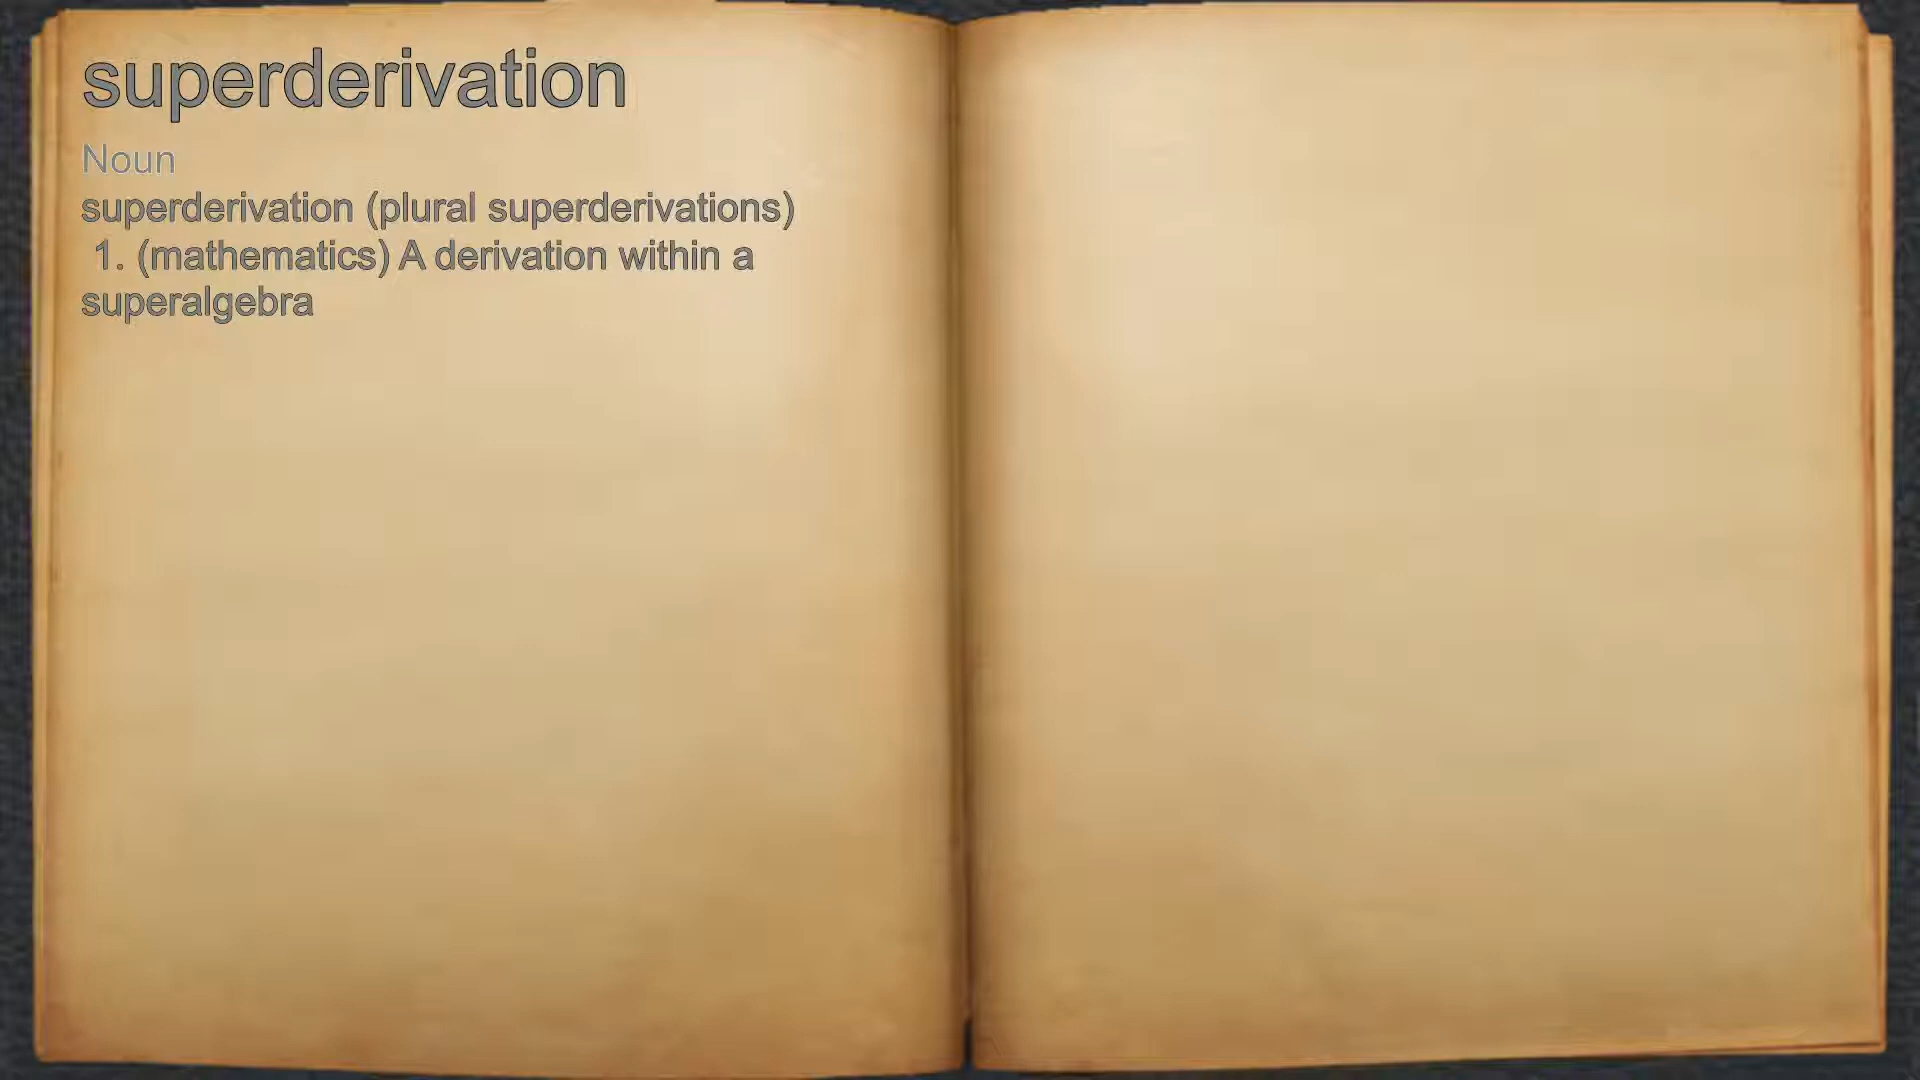 superderivation
Noun
superderivation (plural superderivations)
1. (mathematics) A derivation within a
superalgebra